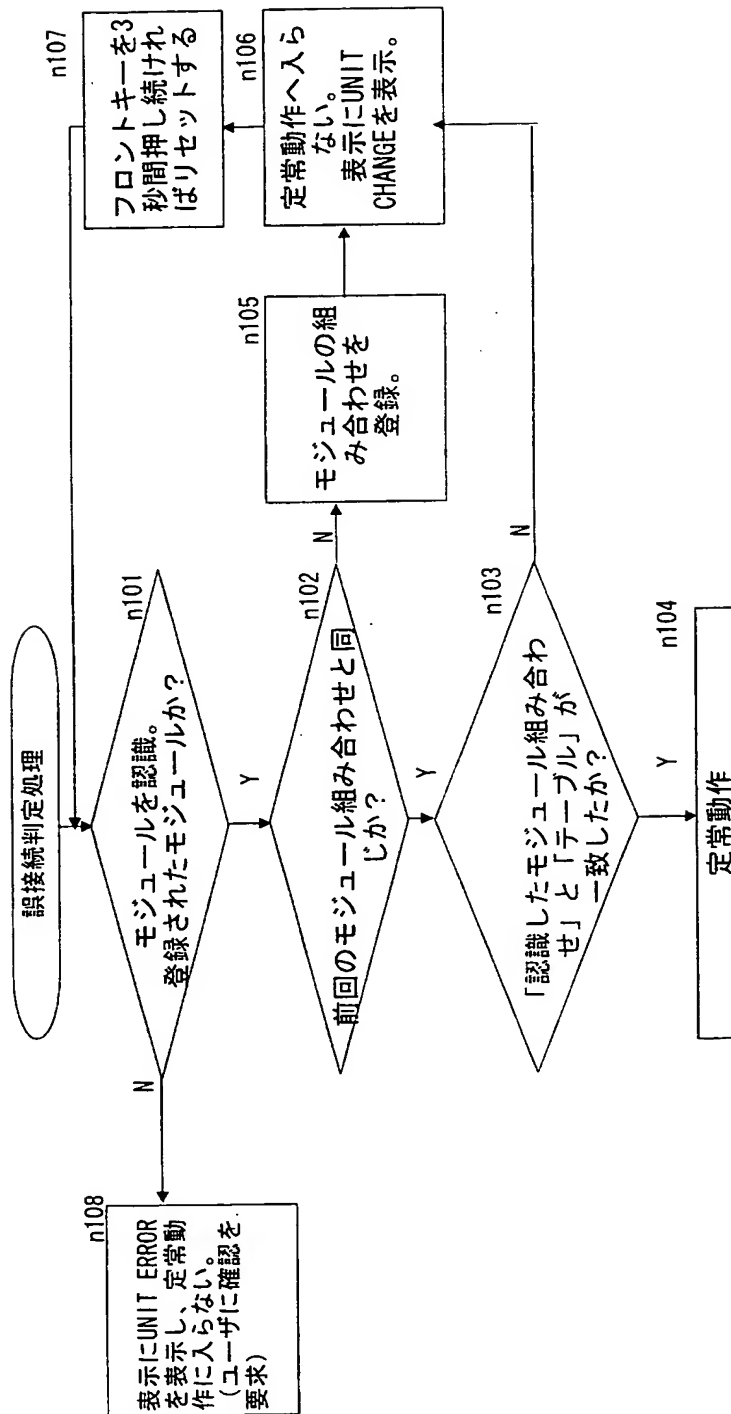 誤接続判定処理
n101
モジュールを認識。
登録されたモジュールか?
N
Y
n108
表示にUNIT ERROR
を表示し、定常動
作に入らない。
(ユーザに確認を
要求)
n102
前回のモジュール組み合わせと同
じか?
N
Y
n105
モジュールの組
み合わせを
登録。
n106
定常動作へ入ら
ない。
表示にUNIT
CHANGEを表示。
n107
フロントキーを3
秒間押し続けれ
ばリセットする
n103
「認識したモジュール組み合わ
せ」と「テーブル」が
一致したか?
N
Y
n104
定常動作